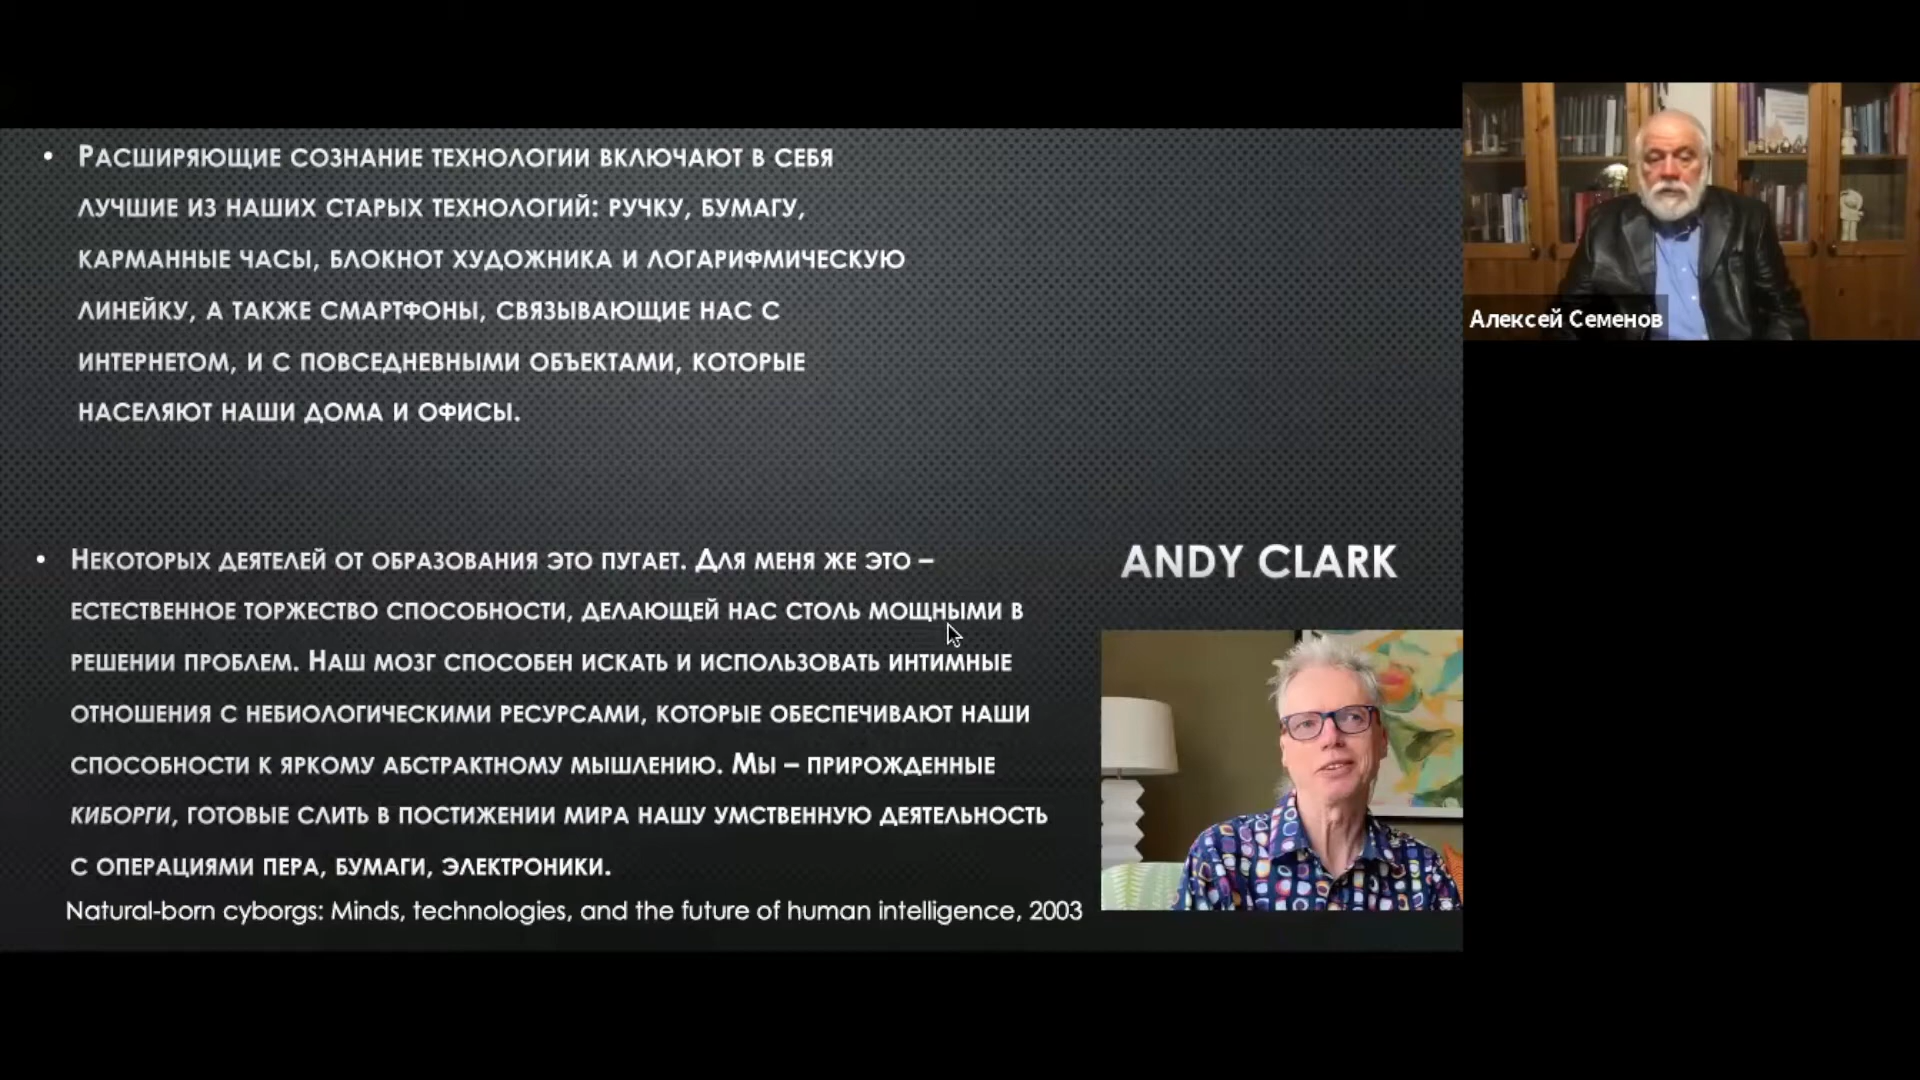 • Расширяющие сознание технологии включают в себя
лучшие из наших старых технологий: ручку, бумагу,
карманные часы, блокнот художника и логарифмическую
линейку, а также смартфоны, связывающие нас с
интернетом, и с повседневными объектами, которые
населяют наши дома и офисы.
• Некоторых деятелей от образования это пугает. Для меня же это –
естественное торжество способности, делающей нас столь мощными в
решении проблем. Наш мозг способен искать и использовать интимные
отношения с небиологическими ресурсами, которые обеспечивают наши
способности к яркому абстрактному мышлению. Мы – прирожденные
киборги, готовые слить в постижении мира нашу умственную деятельность
с операциями пера, бумаги, электроники.
Natural-born cyborgs: Minds, technologies, and the future of human intelligence, 2003
ANDY CLARK
Алексей Семенов